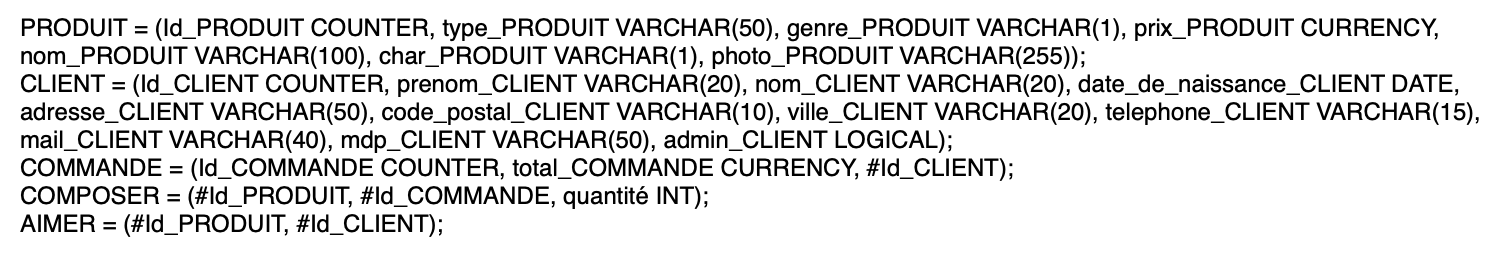 PRODUIT = (Id_PRODUIT COUNTER, type_PRODUIT VARCHAR(50), genre_PRODUIT VARCHAR(1), prix_PRODUIT CURRENCY,
nom_PRODUIT VARCHAR(100), char_PRODUIT VARCHAR(1), photo_PRODUIT VARCHAR(255));
CLIENT = (Id_CLIENT COUNTER, prenom_CLIENT VARCHAR(20), nom_CLIENT VARCHAR(20), date_de_naissance_CLIENT DATE,
adresse_CLIENT VARCHAR(50), code_postal_CLIENT VARCHAR(10), ville_CLIENT VARCHAR(20), telephone_CLIENT VARCHAR(15),
mail_CLIENT VARCHAR(40), mdp_CLIENT VARCHAR(50), admin_CLIENT LOGICAL);
COMMANDE = (Id_COMMANDE COUNTER, total_COMMANDE CURRENCY, #Id_CLIENT);
COMPOSER = (#Id_PRODUIT, #Id_COMMANDE, quantité INT);
AIMER = (#Id_PRODUIT, #Id_CLIENT);